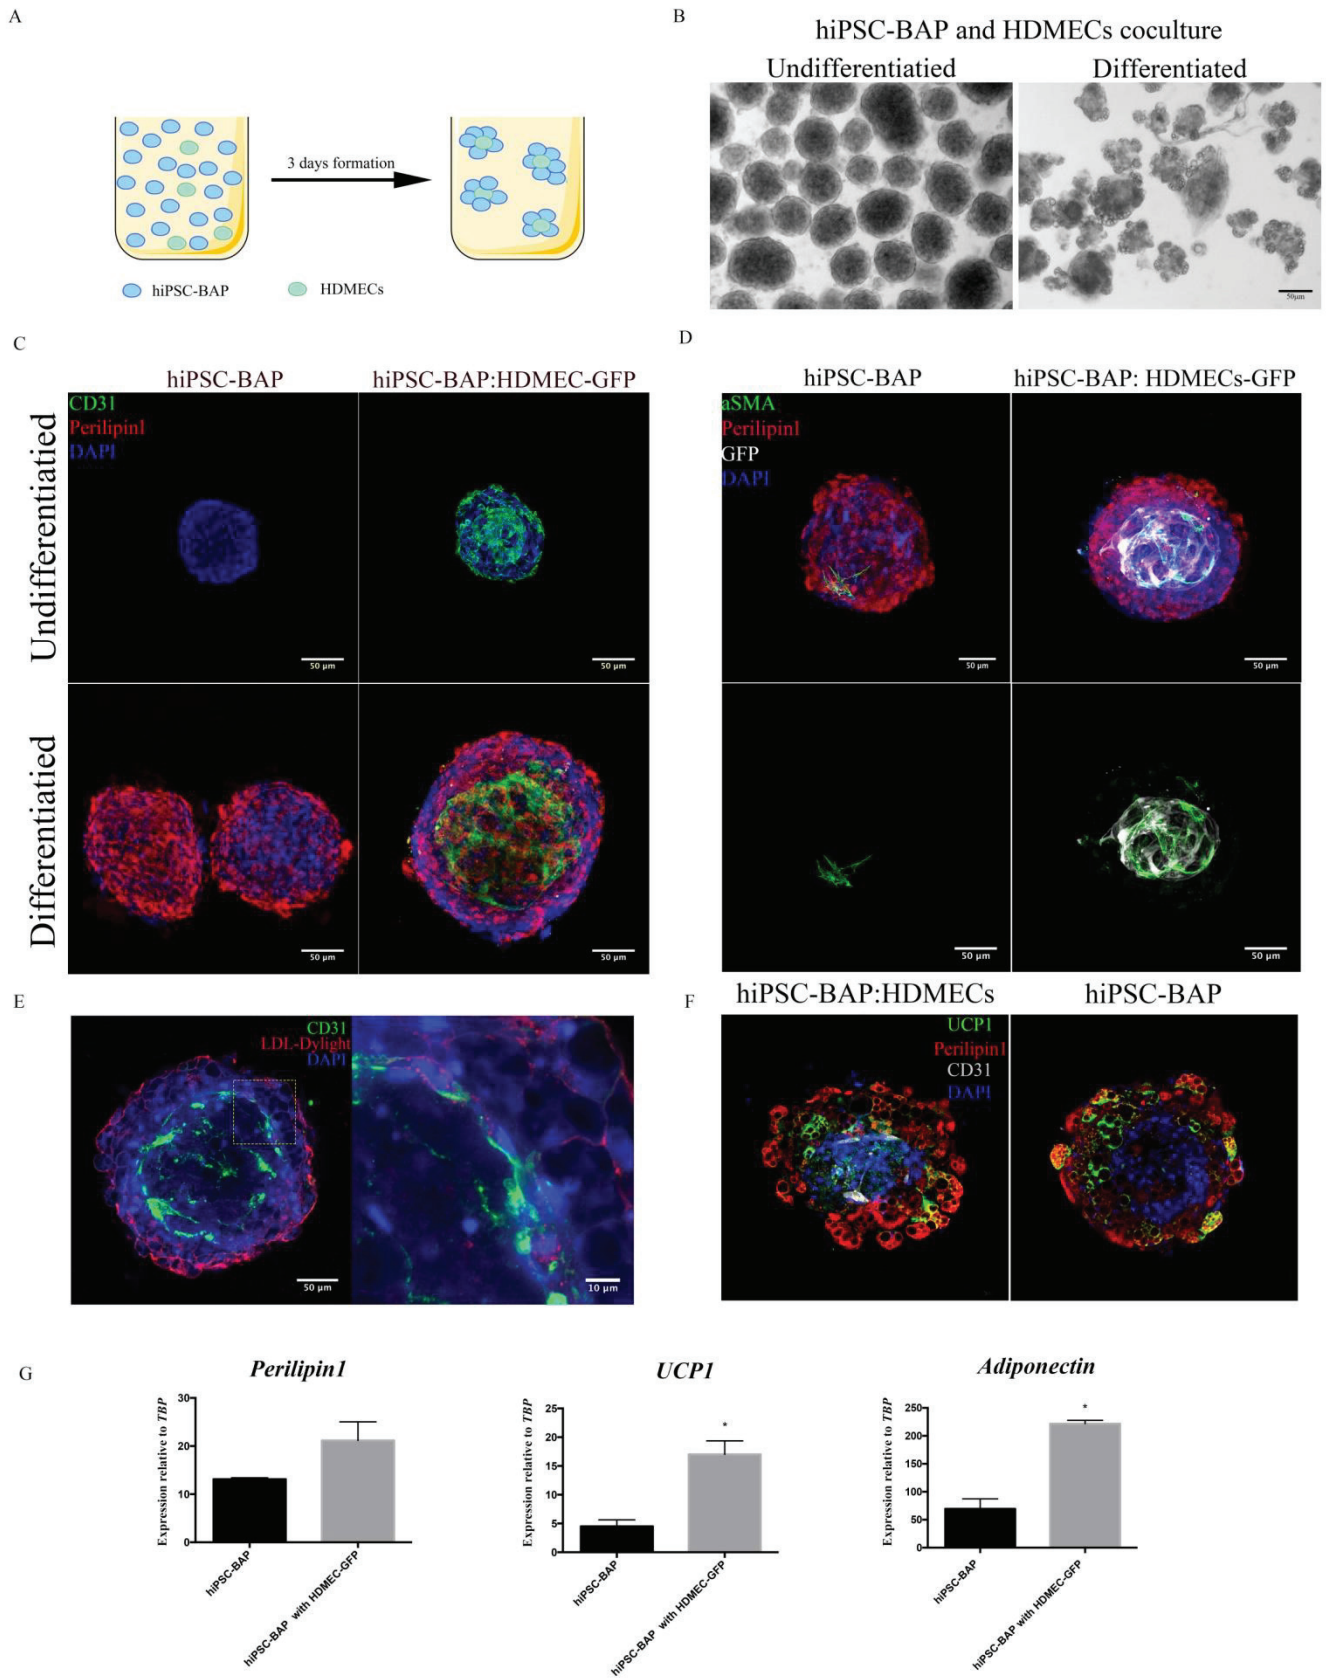 A
3 days formation
hiPSC-BAP
HDMECs
B
hiPSC-BAP and HDMECs coculture
Undifferentiatied
Differentiated
50µm
C
hiPSC-BAP
hiPSC-BAP:HDMEC-GFP
Undifferentiatied
Differentiatied
CD31
Perilipin1
DAPI
50 µm
50 µm
50 µm
50 µm
D
hiPSC-BAP
hiPSC-BAP: HDMECs-GFP
aSMA
Perilipin1
GFP
DAPI
50 µm
50 µm
50 µm
50 µm
E
CD31
LDL-Dylight
DAPI
50 µm
10 µm
F
hiPSC-BAP:HDMECs
hiPSC-BAP
UCP1
Perilipin1
CD31
DAPI
G
Perilipin1
Expression relative to TBP
30
20
10
0
hiPSC-BAP
hiPSC-BAP with HDMEC-GFP
UCP1
Expression relative to TBP
25
20
15
10
5
0
*
hiPSC-BAP
hiPSC-BAP with HDMEC-GFP
Adiponectin
Expression relative to TBP
250
200
150
100
50
0
*
hiPSC-BAP
hiPSC-BAP with HDMEC-GFP